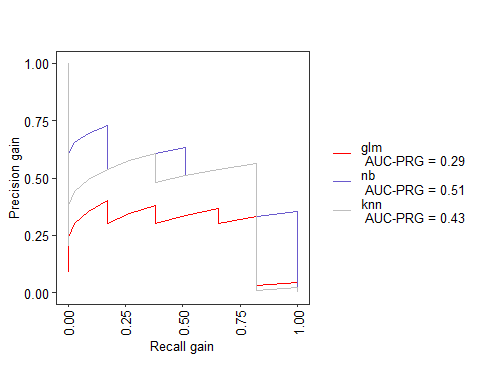 1.00
0.75
0.50
0.25
0.00
Precision gain
0.00
0.25
0.50
0.75
1.00
Recall gain
glm
AUC-PRG = 0.29
nb
AUC-PRG = 0.51
knn
AUC-PRG = 0.43